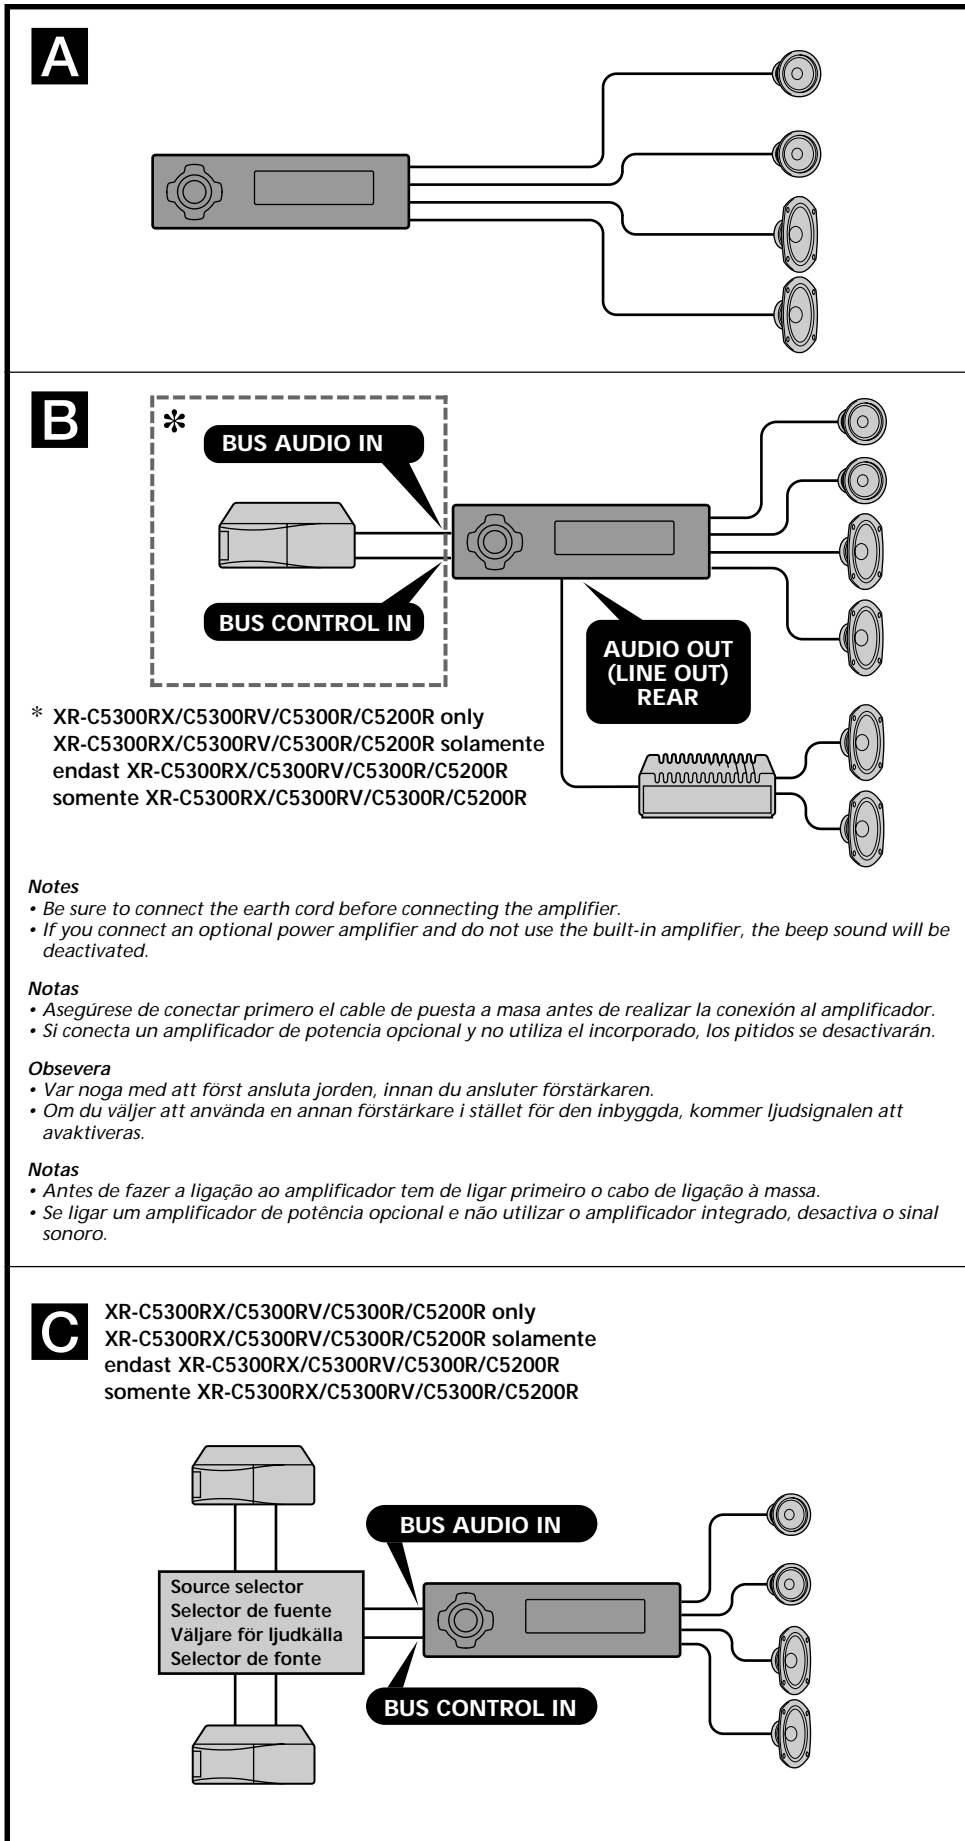 A
B
*
BUS AUDIO IN
BUS CONTROL IN
AUDIO OUT
(LINE OUT)
REAR
* XR-C5300RX/C5300RV/C5300R/C5200R only
XR-C5300RX/C5300RV/C5300R/C5200R solamente
endast XR-C5300RX/C5300RV/C5300R/C5200R
somente XR-C5300RX/C5300RV/C5300R/C5200R
Notes
• Be sure to connect the earth cord before connecting the amplifier.
• If you connect an optional power amplifier and do not use the built-in amplifier, the beep sound will be
deactivated.
Notas
• Asegúrese de conectar primero el cable de puesta a masa antes de realizar la conexión al amplificador.
• Si conecta un amplificador de potencia opcional y no utiliza el incorporado, los pitidos se desactivarán.
Obsevera
• Var noga med att först ansluta jorden, innan du ansluter förstärkaren.
• Om du väljer att använda en annan förstärkare i stället för den inbyggda, kommer ljudsignalen att
avaktiveras.
Notas
• Antes de fazer a ligação ao amplificador tem de ligar primeiro o cabo de ligação à massa.
• Se ligar um amplificador de potência opcional e não utilizar o amplificador integrado, desactiva o sinal
sonoro.
C
XR-C5300RX/C5300RV/C5300R/C5200R only
XR-C5300RX/C5300RV/C5300R/C5200R solamente
endast XR-C5300RX/C5300RV/C5300R/C5200R
somente XR-C5300RX/C5300RV/C5300R/C5200R
BUS AUDIO IN
Source selector
Selector de fuente
Väljare för ljudkälla
Selector de fonte
BUS CONTROL IN